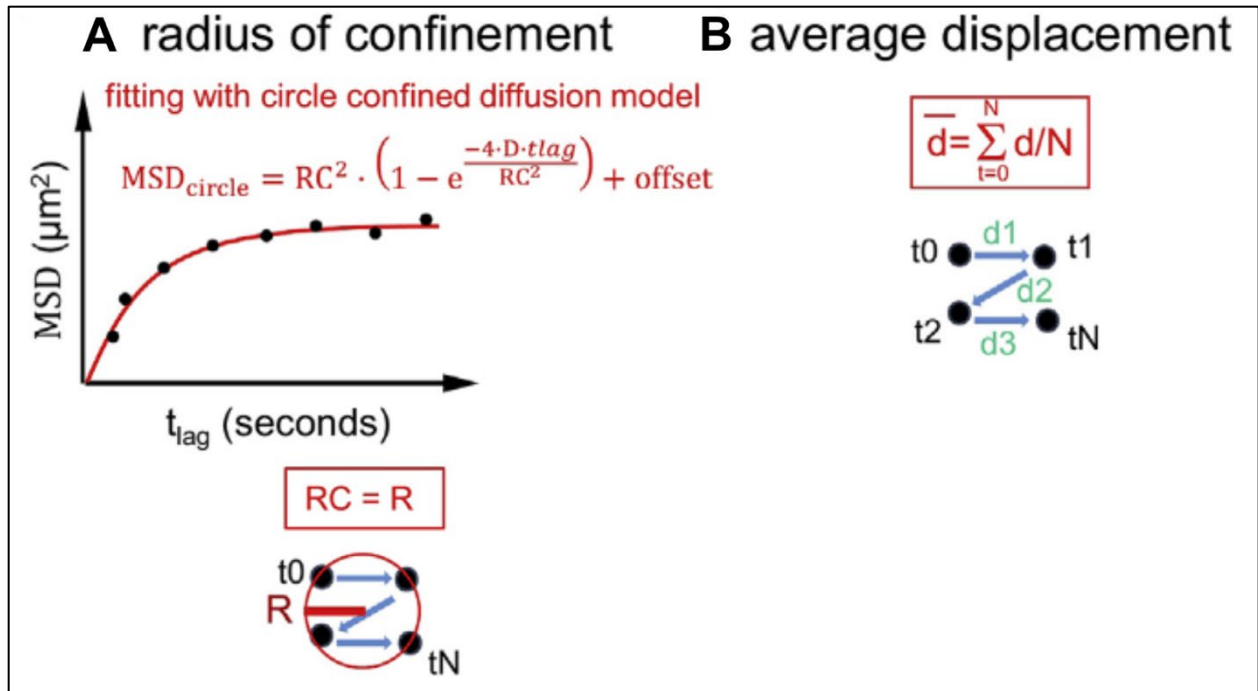 A radius of confinement
fitting with circle confined diffusion model
MSD_circle = RC² · (1 − e^(−4·D·tlag / RC²)) + offset
MSD (µm²)
t_lag (seconds)
RC = R
t0
R
tN
B average displacement
d̅= N Σ t=0 d/N
t0 d1 t1
d2
t2 d3 tN